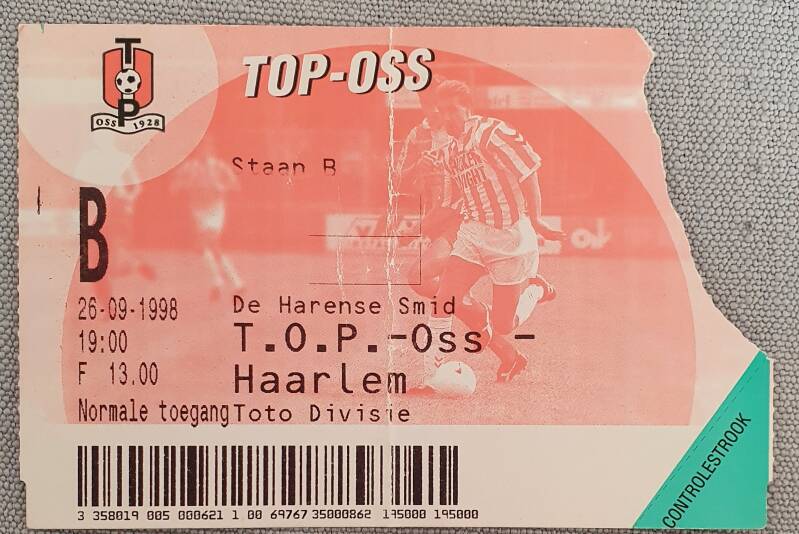 TOP
OSS 1928
TOP-OSS
Staan B
B
26-09-1998
De Harense Smid
19:00
T.O.P.-Oss -
F 13.00
Haarlem
Normale toegang
Toto Divisie
3 358019 005 000621 1 00 69767 35000862 195000 195000
CONTROLESTROOK